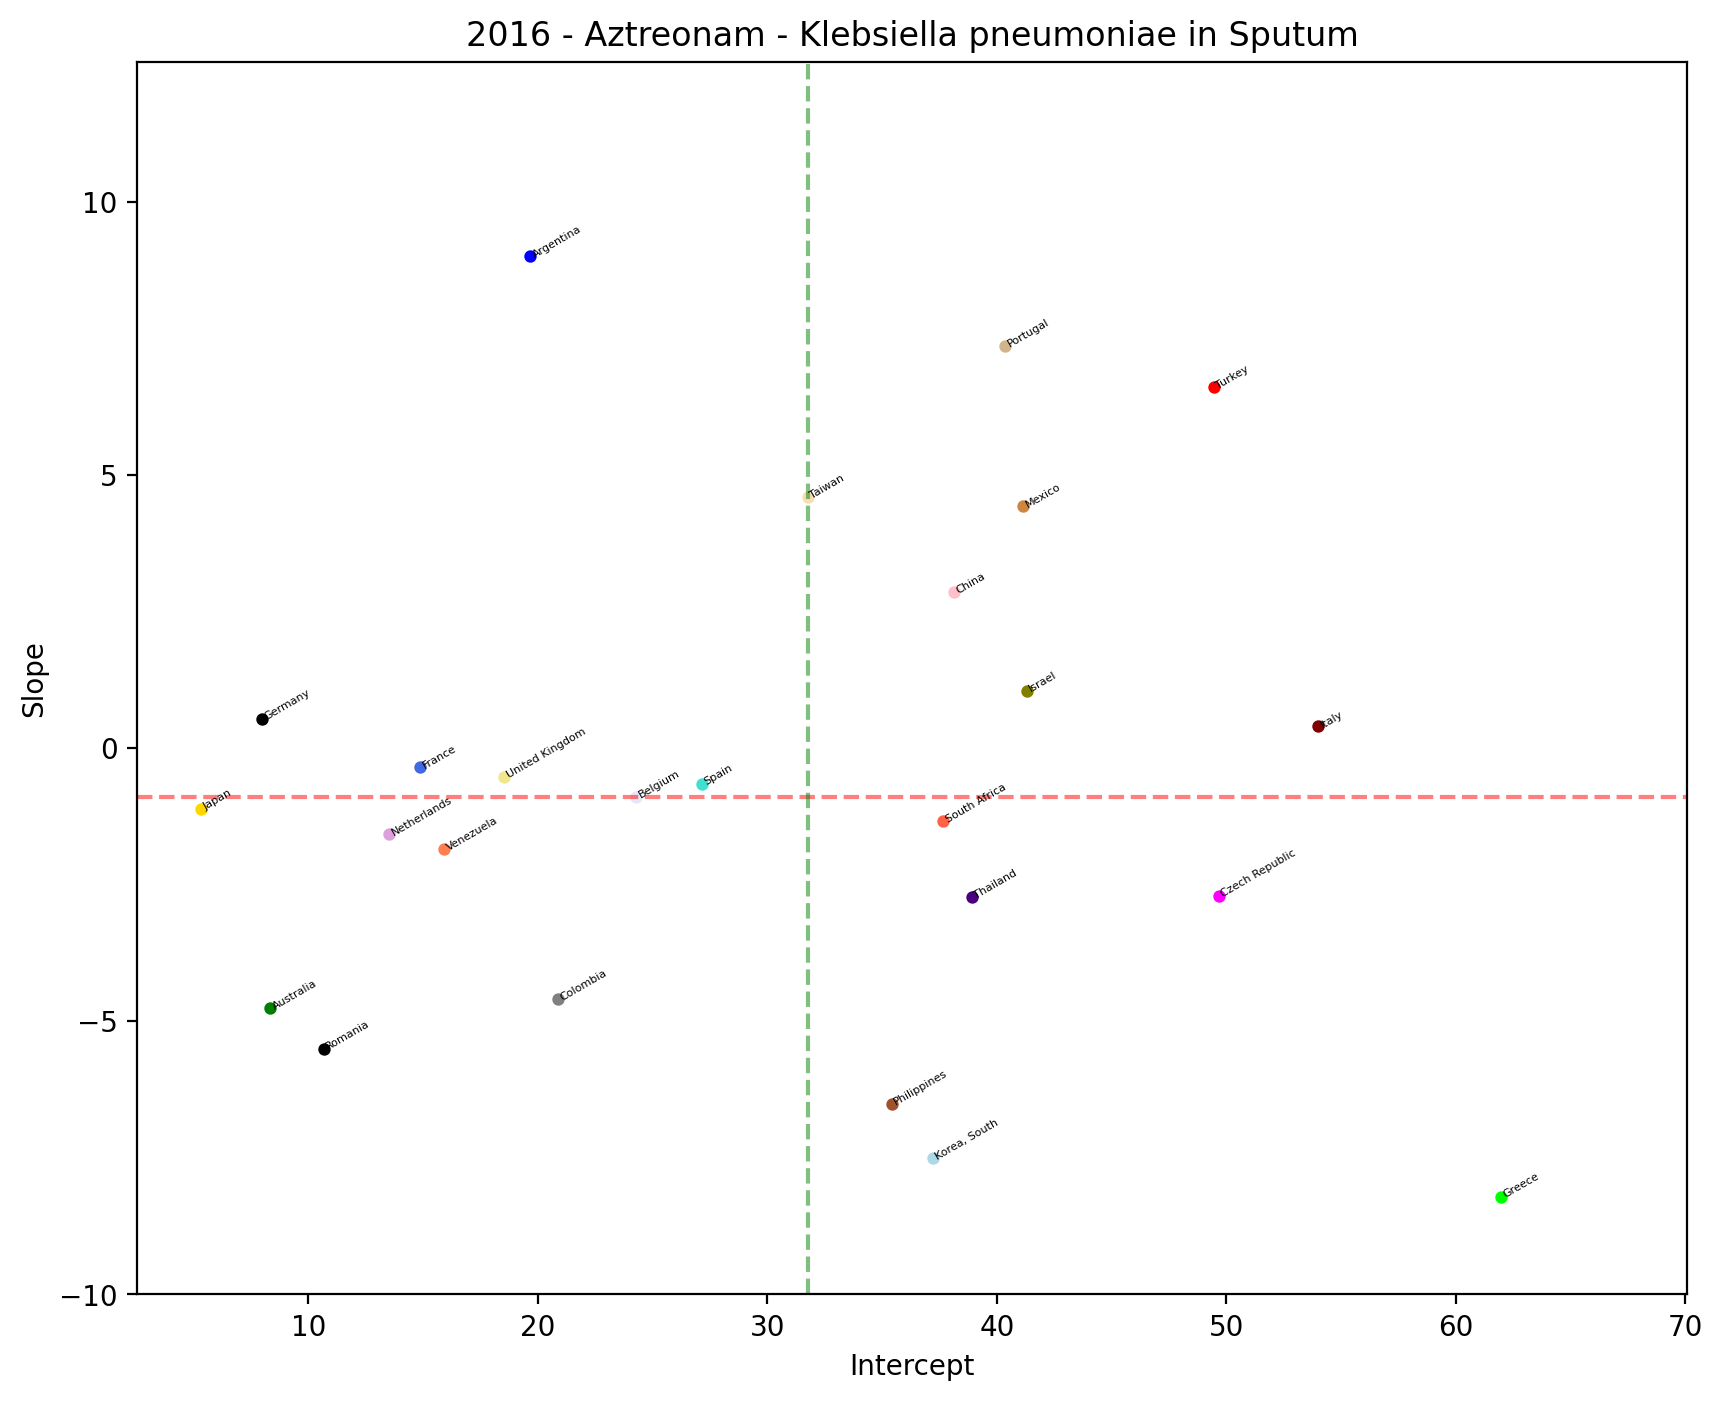 2016 - Aztreonam - Klebsiella pneumoniae in Sputum
10
5
0
−5
−10
Slope
Argentina
Portugal
Turkey
Taiwan
Mexico
China
Israel
Germany
Italy
France
United Kingdom
Belgium
Spain
Japan
Netherlands
Venezuela
South Africa
Thailand
Czech Republic
Australia
Colombia
Romania
Philippines
Korea, South
Greece
10 20 30 40 50 60 70
Intercept